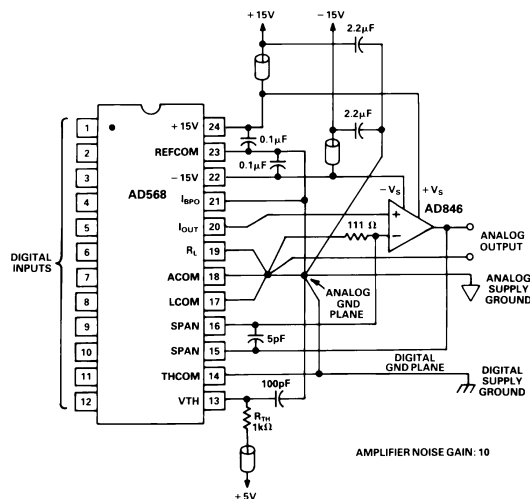 +15V
−15V
2.2µF
2.2µF
1
2
3
4
5
6
7
8
9
10
11
12
DIGITAL
INPUTS
AD568
+15V
REFCOM
−15V
IBPO
IOUT
RL
ACOM
LCOM
SPAN
SPAN
THCOM
VTH
24
23
22
21
20
19
18
17
16
15
14
13
0.1µF
0.1µF
−VS
+VS
AD846
111 Ω
+
−
ANALOG
OUTPUT
ANALOG
GND
PLANE
ANALOG
SUPPLY
GROUND
5pF
DIGITAL
GND PLANE
DIGITAL
SUPPLY
GROUND
100pF
RTH
1kΩ
+5V
AMPLIFIER NOISE GAIN: 10